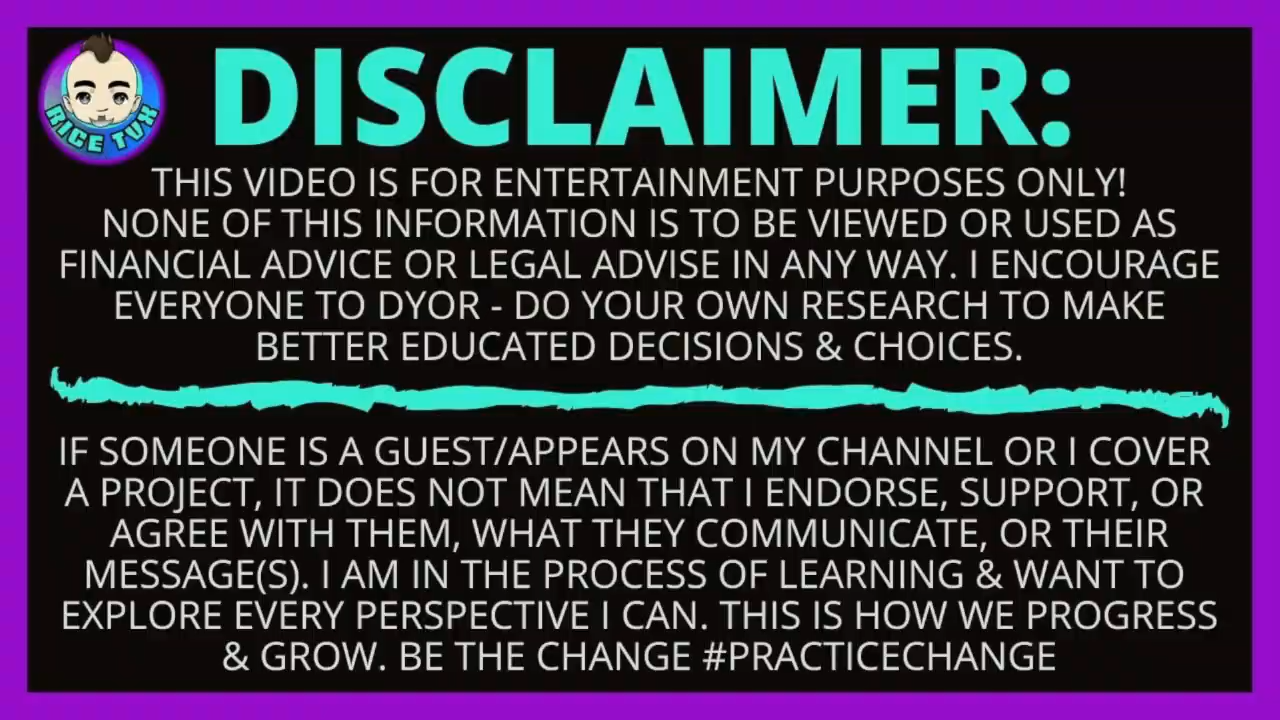 RICE TVX
DISCLAIMER:
THIS VIDEO IS FOR ENTERTAINMENT PURPOSES ONLY!
NONE OF THIS INFORMATION IS TO BE VIEWED OR USED AS
FINANCIAL ADVICE OR LEGAL ADVISE IN ANY WAY. I ENCOURAGE
EVERYONE TO DYOR - DO YOUR OWN RESEARCH TO MAKE
BETTER EDUCATED DECISIONS & CHOICES.
IF SOMEONE IS A GUEST/APPEARS ON MY CHANNEL OR I COVER
A PROJECT, IT DOES NOT MEAN THAT I ENDORSE, SUPPORT, OR
AGREE WITH THEM, WHAT THEY COMMUNICATE, OR THEIR
MESSAGE(S). I AM IN THE PROCESS OF LEARNING & WANT TO
EXPLORE EVERY PERSPECTIVE I CAN. THIS IS HOW WE PROGRESS
& GROW. BE THE CHANGE #PRACTICECHANGE